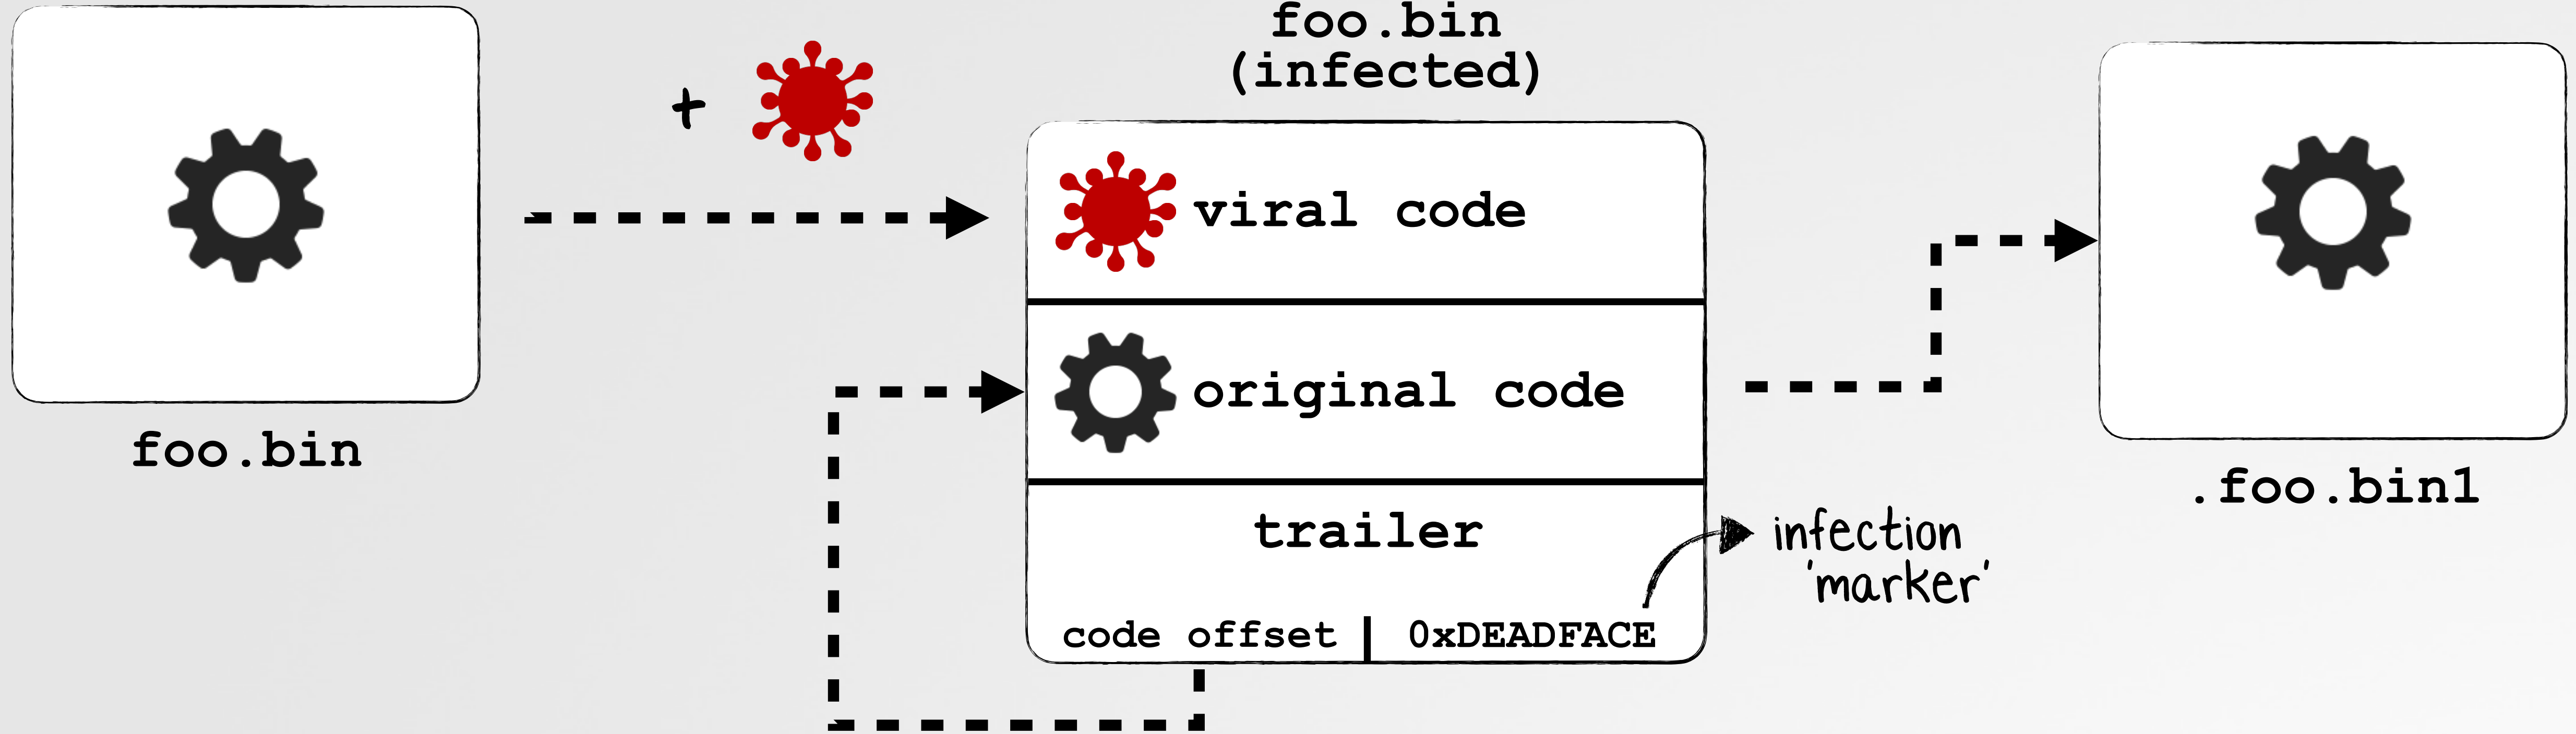 foo.bin
+
foo.bin
(infected)
viral code
original code
trailer
code offset | 0xDEADFACE
infection
'marker'
.foo.bin1